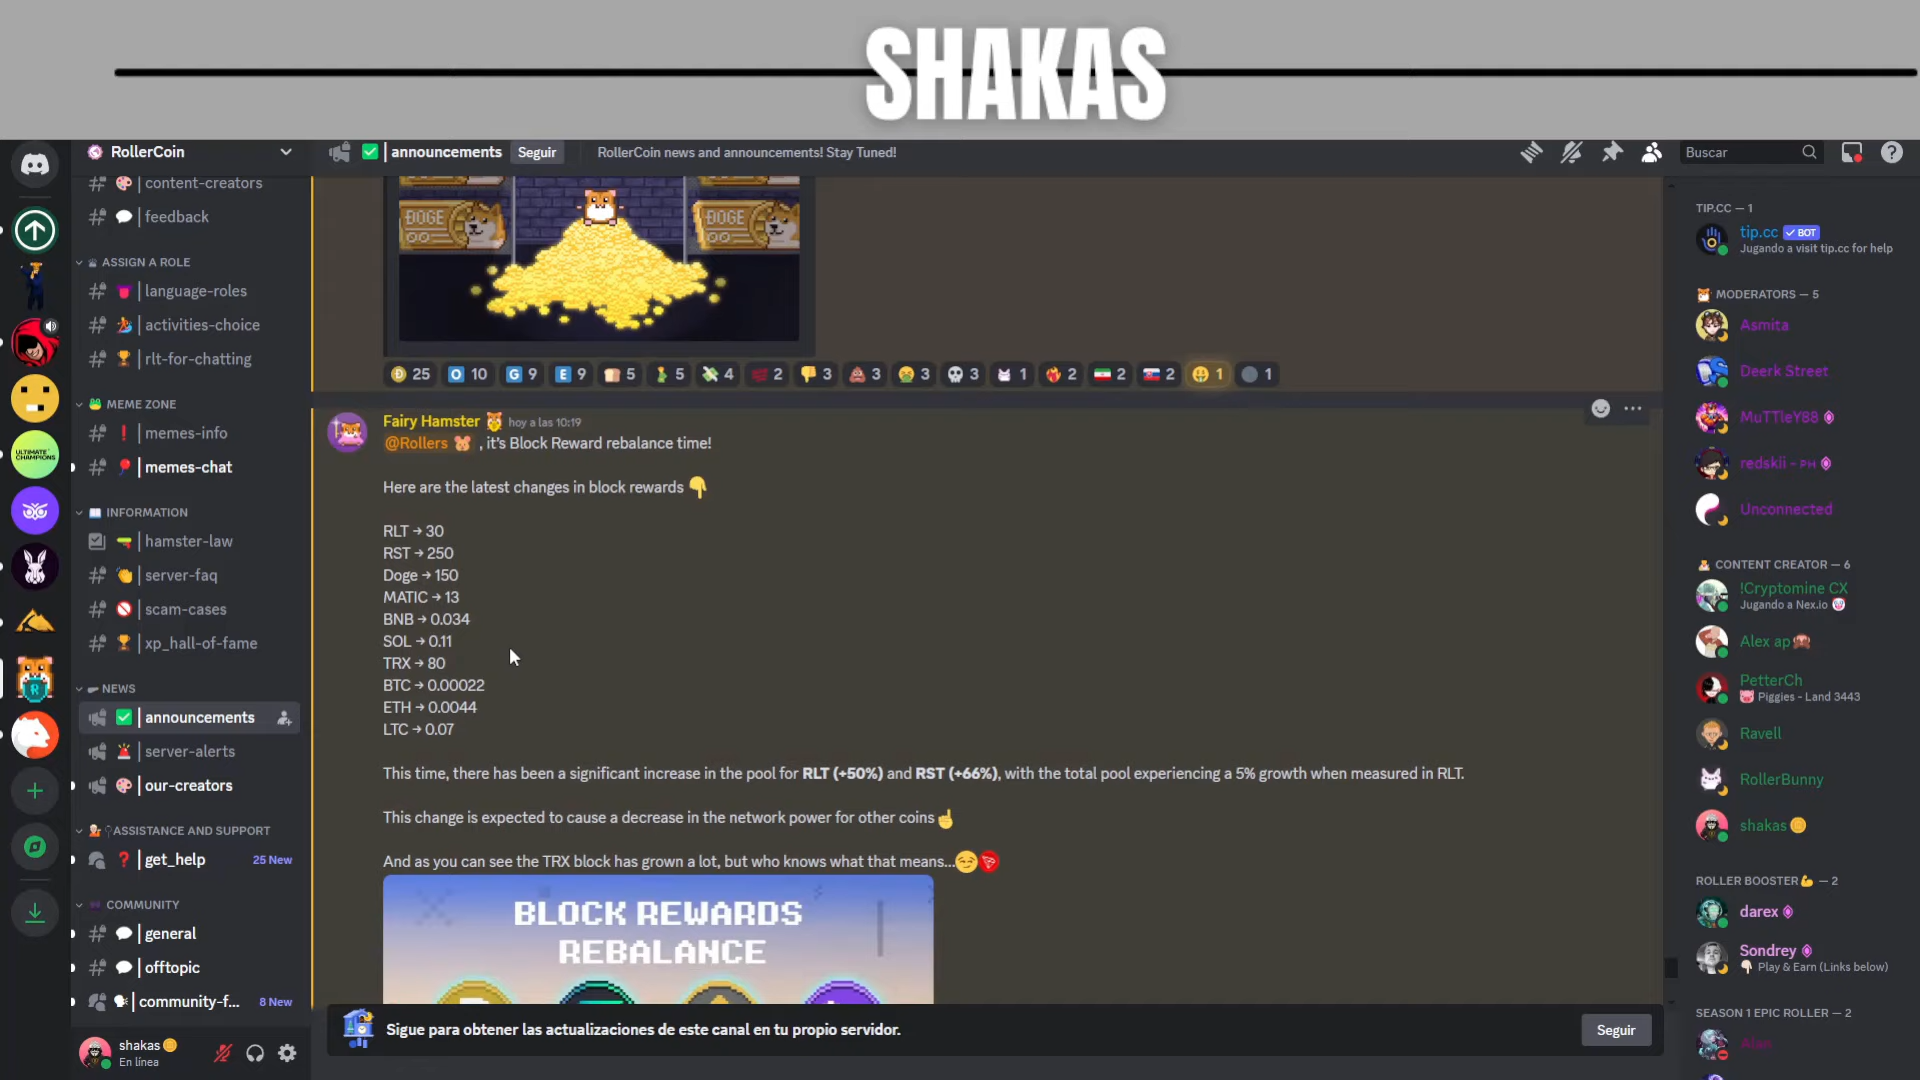 SHAKAS
RollerCoin
announcements
Seguir
RollerCoin news and announcements! Stay Tuned!
Buscar
content-creators
feedback
ASSIGN A ROLE
language-roles
activities-choice
rlt-for-chatting
MEME ZONE
memes-info
memes-chat
INFORMATION
hamster-law
server-faq
scam-cases
xp_hall-of-fame
NEWS
announcements
server-alerts
our-creators
ASSISTANCE AND SUPPORT
get_help 25 New
COMMUNITY
general
offtopic
community-f... 8 New
shakas
En línea
ULTIMATE CHAMPIONS
DOGE
DOGE
25 10 9 9 5 5 4 2 3 3 3 3 1 2 2 2 1 1
Fairy Hamster hoy a las 10:19
@Rollers , it's Block Reward rebalance time!
Here are the latest changes in block rewards
RLT → 30
RST → 250
Doge → 150
MATIC → 13
BNB → 0.034
SOL → 0.11
TRX → 80
BTC → 0.00022
ETH → 0.0044
LTC → 0.07
This time, there has been a significant increase in the pool for RLT (+50%) and RST (+66%), with the total pool experiencing a 5% growth when measured in RLT.
This change is expected to cause a decrease in the network power for other coins
And as you can see the TRX block has grown a lot, but who knows what that means...
BLOCK REWARDS
REBALANCE
Sigue para obtener las actualizaciones de este canal en tu propio servidor.
Seguir
TIP.CC — 1
tip.cc BOT
Jugando a visit tip.cc for help
MODERATORS — 5
Asmita
Deerk Street
MuTTleY88
redskii - PH
Unconnected
CONTENT CREATOR — 6
!Cryptomine CX
Jugando a Nex.io
Alex ap
PetterCh
Piggies - Land 3443
Ravell
RollerBunny
shakas
ROLLER BOOSTER — 2
darex
Sondrey
Play & Earn (Links below)
SEASON 1 EPIC ROLLER — 2
Alan